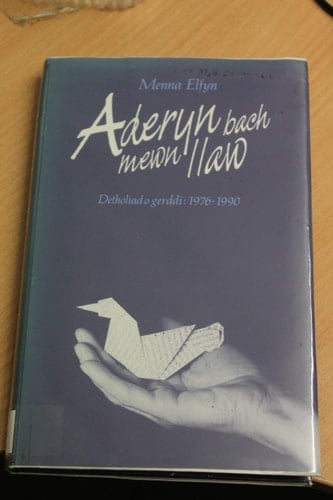 Menna Elfyn
Aderyn bach
mewn llaw
Detholiad o gerddi: 1976-1990